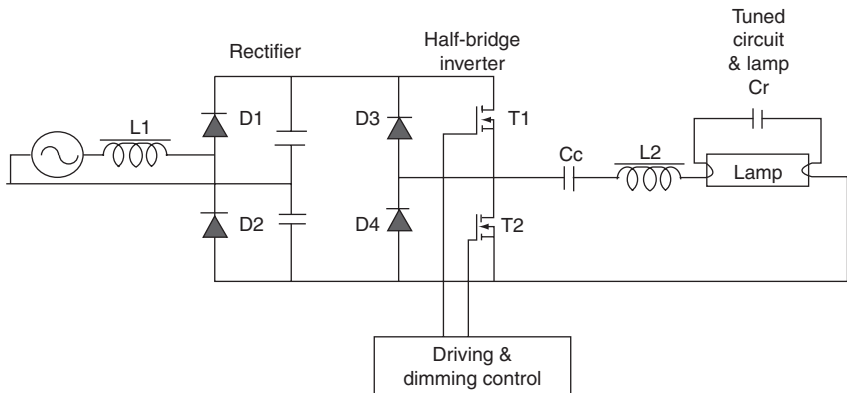 Tuned
circuit
& lamp
Cr
Rectifier
Half-bridge
inverter
L1
D1
D3
T1
Cc
L2
Lamp
D2
D4
T2
Driving &
dimming control